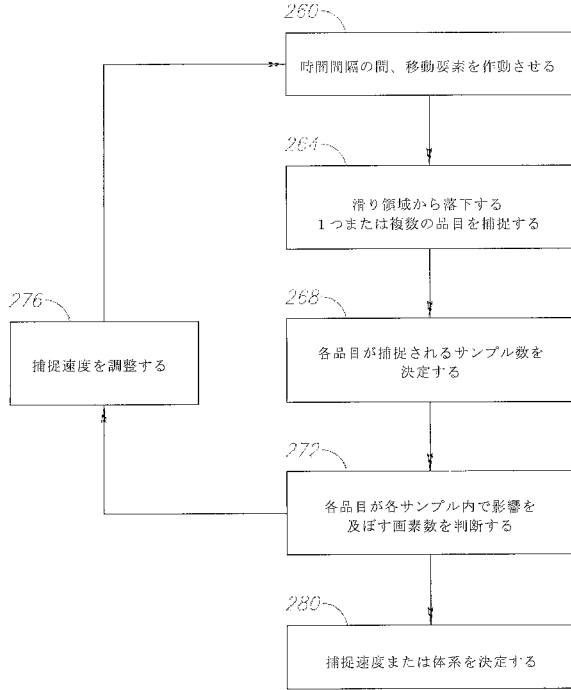 260
時間間隔の間、移動要素を作動させる
264
滑り領域から落下する
1つまたは複数の品目を捕捉する
268
各品目が捕捉されるサンプル数を
決定する
276
捕捉速度を調整する
272
各品目が各サンプル内で影響を
及ぼす画素数を判断する
280
捕捉速度または体系を決定する